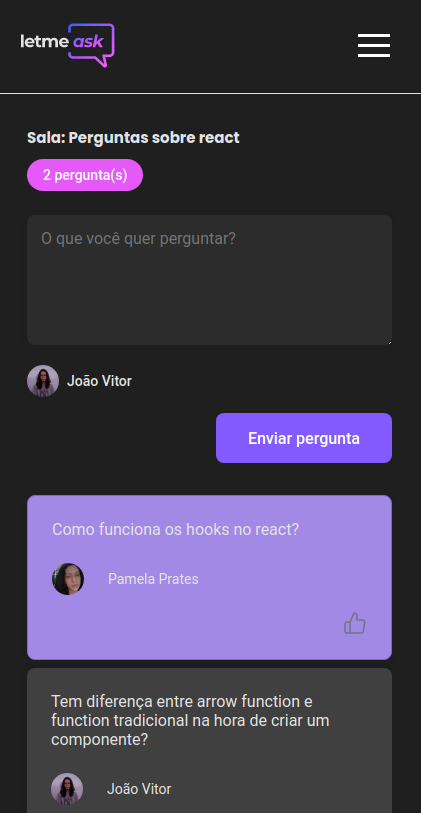 letmeask
Sala: Perguntas sobre react
2 pergunta(s)
O que você quer perguntar?
João Vitor
Enviar pergunta
Como funciona os hooks no react?
Pamela Prates
Tem diferença entre arrow function e
function tradicional na hora de criar um
componente?
João Vitor